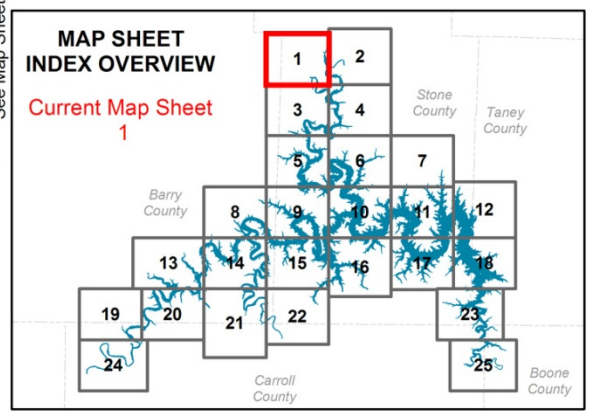 See Map Sheet
MAP SHEET
INDEX OVERVIEW
Current Map Sheet
1
1
2
3
4
Stone
County
Taney
County
5
6
7
Barry
County
8
9
10
11
12
13
14
15
16
17
18
19
20
21
22
23
24
25
Carroll
County
Boone
County